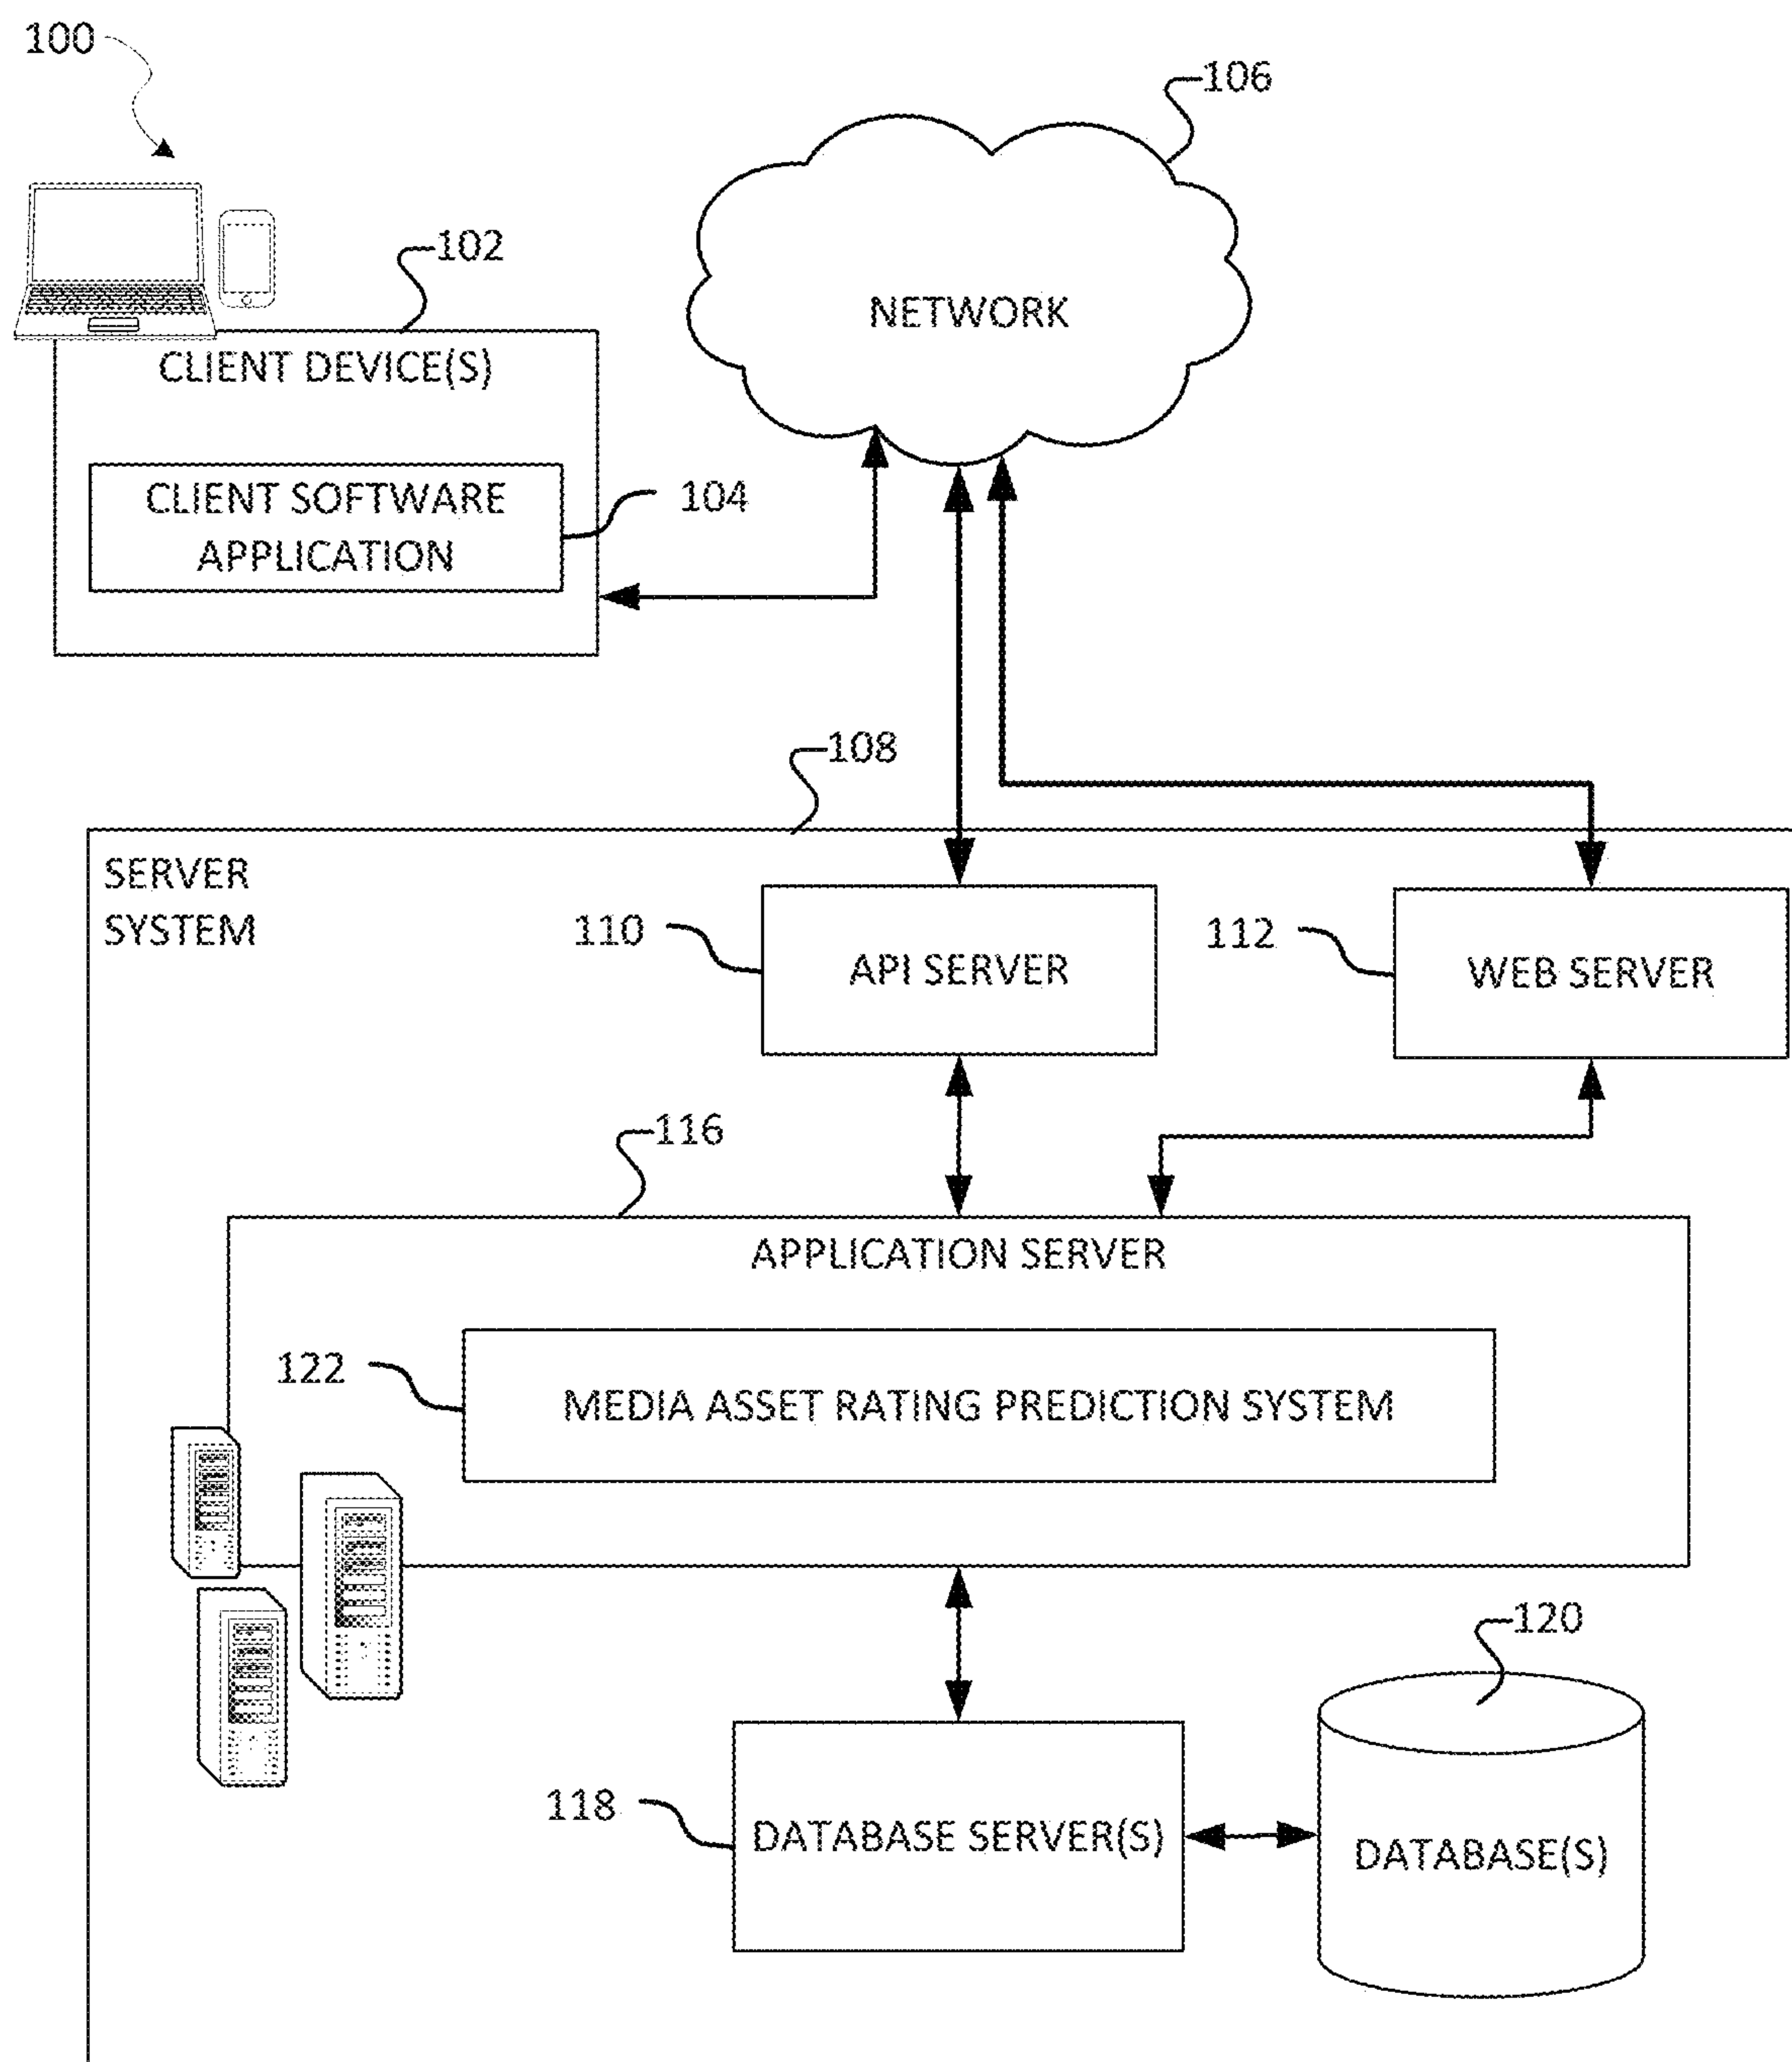 100
106
102
NETWORK
CLIENT DEVICE(S)
CLIENT SOFTWARE
APPLICATION
104
108
SERVER
SYSTEM
110
API SERVER
112
WEB SERVER
116
APPLICATION SERVER
122
MEDIA ASSET RATING PREDICTION SYSTEM
120
118
DATABASE SERVER(S)
DATABASE(S)